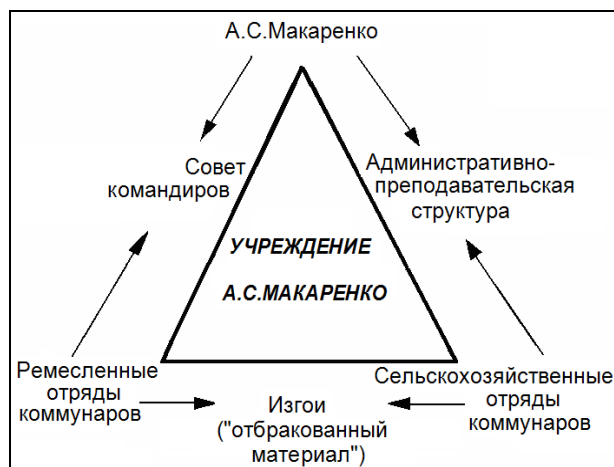 А.С.Макаренко
Совет
командиров
Административно-
преподавательская
структура
УЧРЕЖДЕНИЕ
А.С.МАКАРЕНКО
Ремесленные
отряды
коммунаров
Изгои
("отбракованный
материал")
Сельскохозяйственные
отряды
коммунаров